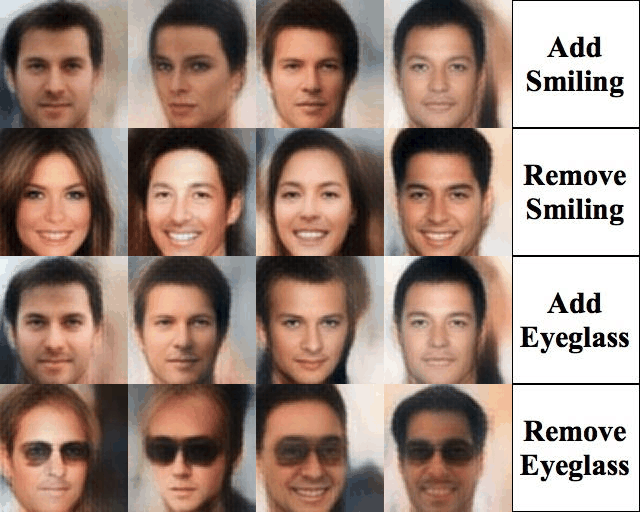 Add
Smiling
Remove
Smiling
Add
Eyeglass
Remove
Eyeglass